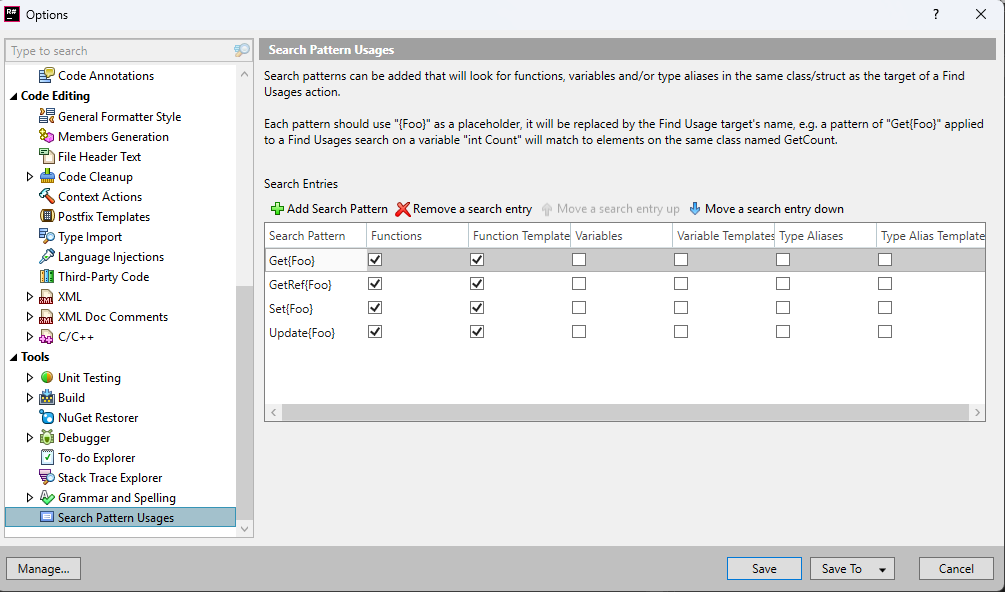 R#
Options
?
Type to search
Code Annotations
Code Editing
General Formatter Style
Members Generation
File Header Text
Code Cleanup
Context Actions
Postfix Templates
Type Import
Language Injections
Third-Party Code
XML
XML Doc Comments
C/C++
Tools
Unit Testing
Build
NuGet Restorer
Debugger
To-do Explorer
Stack Trace Explorer
Grammar and Spelling
Search Pattern Usages
Search Pattern Usages
Search patterns can be added that will look for functions, variables and/or type aliases in the same class/struct as the target of a Find
Usages action.
Each pattern should use "{Foo}" as a placeholder, it will be replaced by the Find Usage target's name, e.g. a pattern of "Get{Foo}" applied
to a Find Usages search on a variable "int Count" will match to elements on the same class named GetCount.
Search Entries
Add Search Pattern Remove a search entry Move a search entry up Move a search entry down
Search Pattern Functions Function Template Variables Variable Templates Type Aliases Type Alias Template
Get{Foo}
GetRef{Foo}
Set{Foo}
Update{Foo}
Manage... Save Save To Cancel